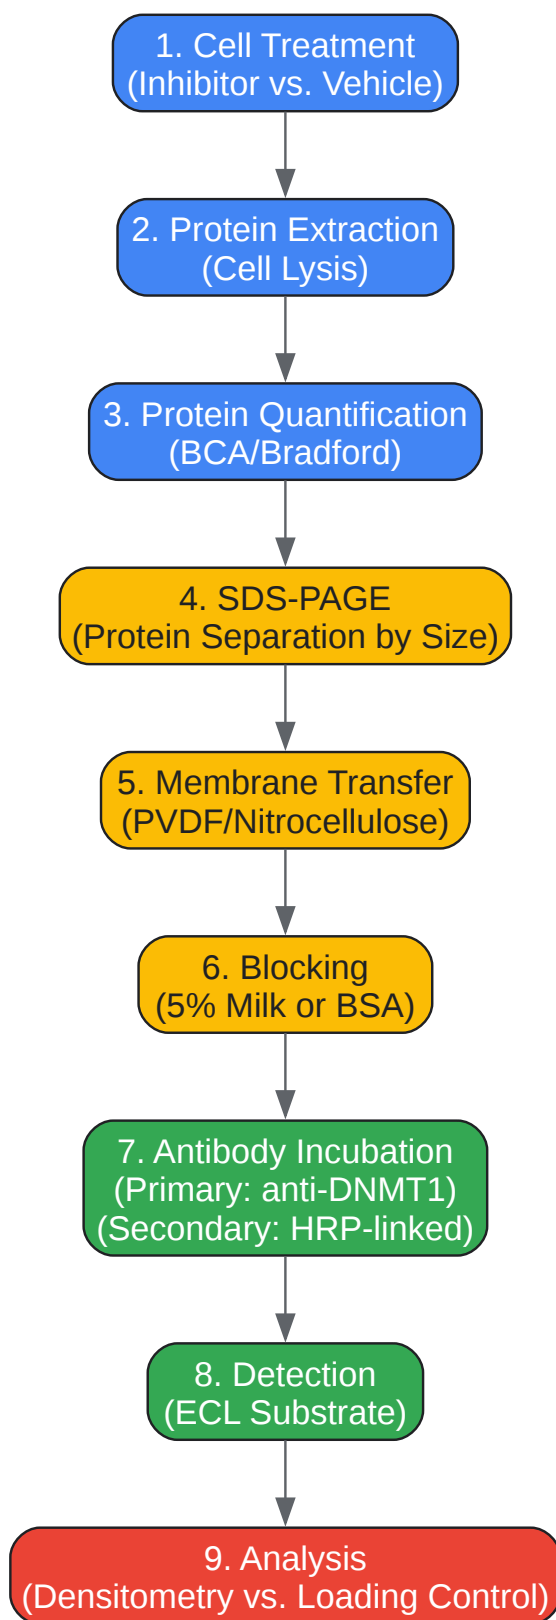 1. Cell Treatment
(Inhibitor vs. Vehicle)
2. Protein Extraction
(Cell Lysis)
3. Protein Quantification
(BCA/Bradford)
4. SDS-PAGE
(Protein Separation by Size)
5. Membrane Transfer
(PVDF/Nitrocellulose)
6. Blocking
(5% Milk or BSA)
7. Antibody Incubation
(Primary: anti-DNMT1)
(Secondary: HRP-linked)
8. Detection
(ECL Substrate)
9. Analysis
(Densitometry vs. Loading Control)